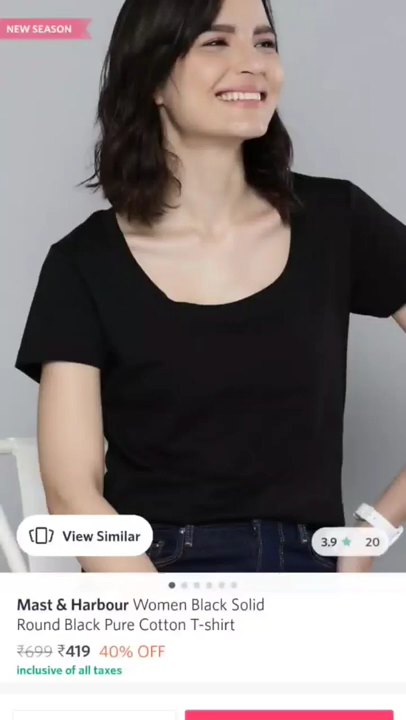 NEW SEASON
View Similar
3.9 ★ 20
Mast & Harbour Women Black Solid
Round Black Pure Cotton T-shirt
₹699 ₹419 40% OFF
inclusive of all taxes